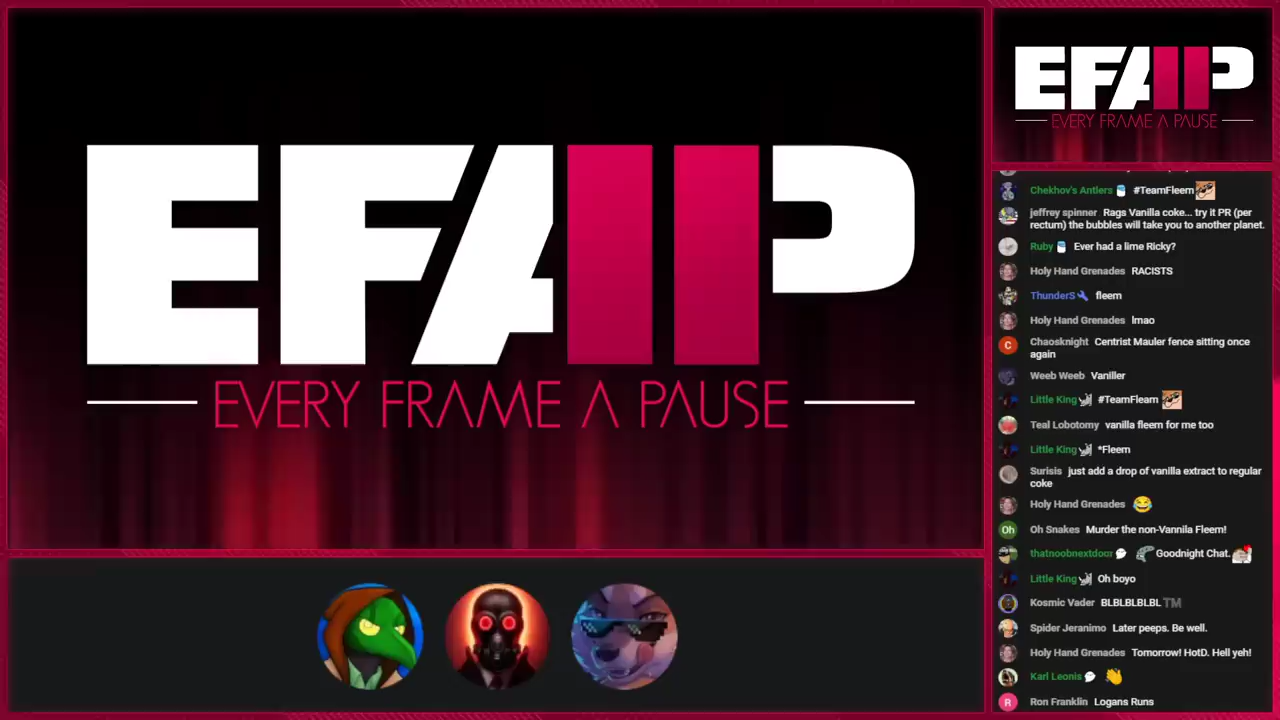 EFAP
EVERY FRAME A PAUSE
EFAP
EVERY FRAME A PAUSE
Chekhov's Antlers #TeamFleem
jeffrey spinner Rags Vanilla coke... try it PR (per
rectum) the bubbles will take you to another planet.
Ruby Ever had a lime Ricky?
Holy Hand Grenades RACISTS
ThunderS fleem
Holy Hand Grenades lmao
C
Chaosknight Centrist Mauler fence sitting once
again
Weeb Weeb Vaniller
Little King #TeamFleam
Teal Lobotomy vanilla fleem for me too
Little King *Fleem
Surisis just add a drop of vanilla extract to regular
coke
Holy Hand Grenades 😂
Oh Oh Snakes Murder the non-Vannila Fleem!
thatnoobnextdoor Goodnight Chat.
Little King Oh boyo
Kosmic Vader BLBLBLBLBL™️
Spider Jeranimo Later peeps. Be well.
Holy Hand Grenades Tomorrow! HotD. Hell yeh!
Karl Leonis 👏
R Ron Franklin Logans Runs